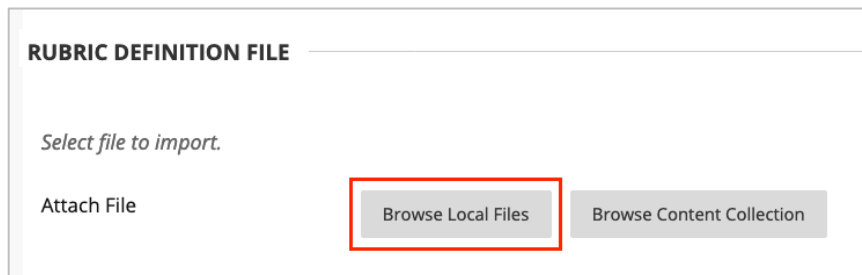 RUBRIC DEFINITION FILE
Select file to import.
Attach File Browse Local Files Browse Content Collection